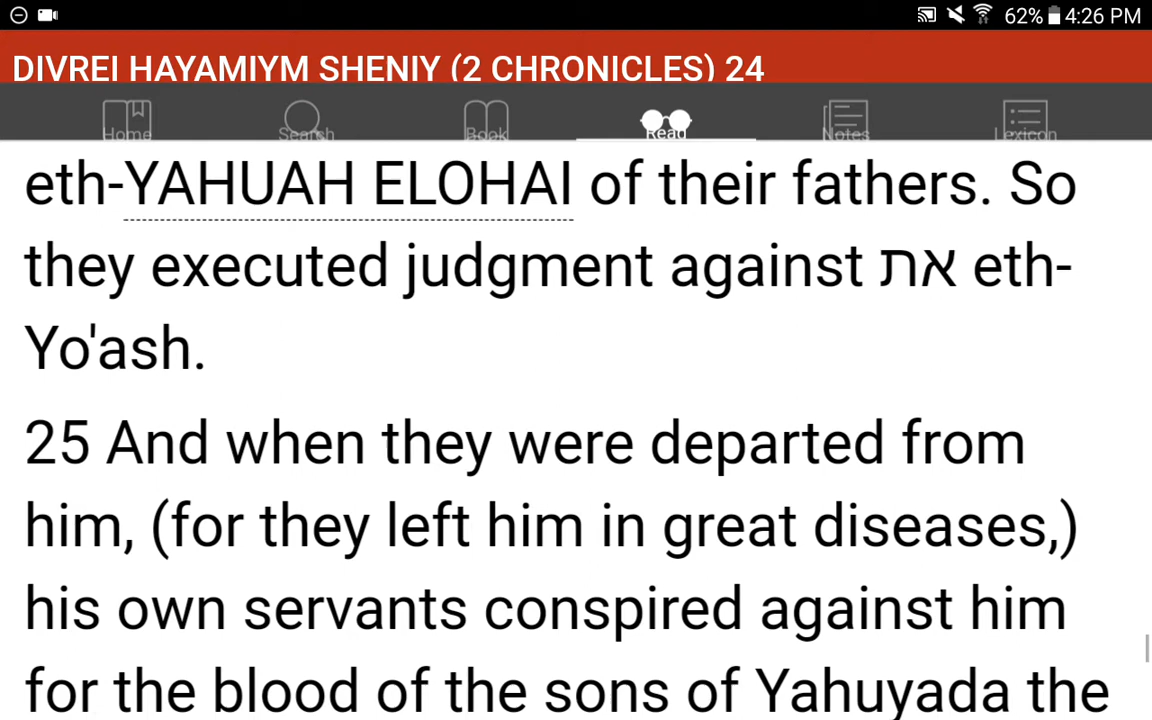 62% 4:26 PM
DIVREI HAYAMIYM SHENIY (2 CHRONICLES) 24
Home Search Book Read Notes Lexicon
eth-YAHUAH ELOHAI of their fathers. So
they executed judgment against את eth-
Yo'ash.
25 And when they were departed from
him, (for they left him in great diseases,)
his own servants conspired against him
for the blood of the sons of Yahuyada the